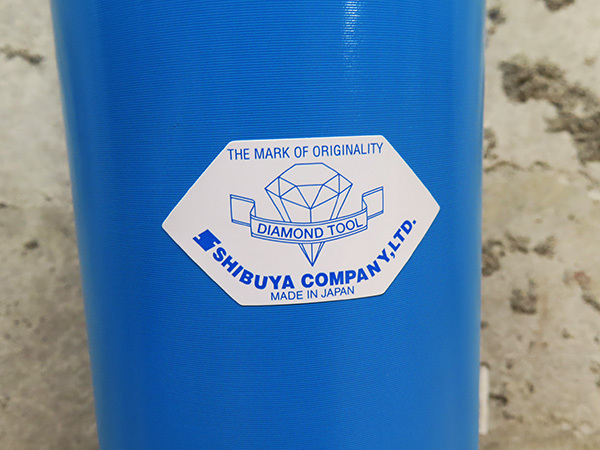 THE MARK OF ORIGINALITY
DIAMOND TOOL
SHIBUYA COMPANY,LTD.
MADE IN JAPAN